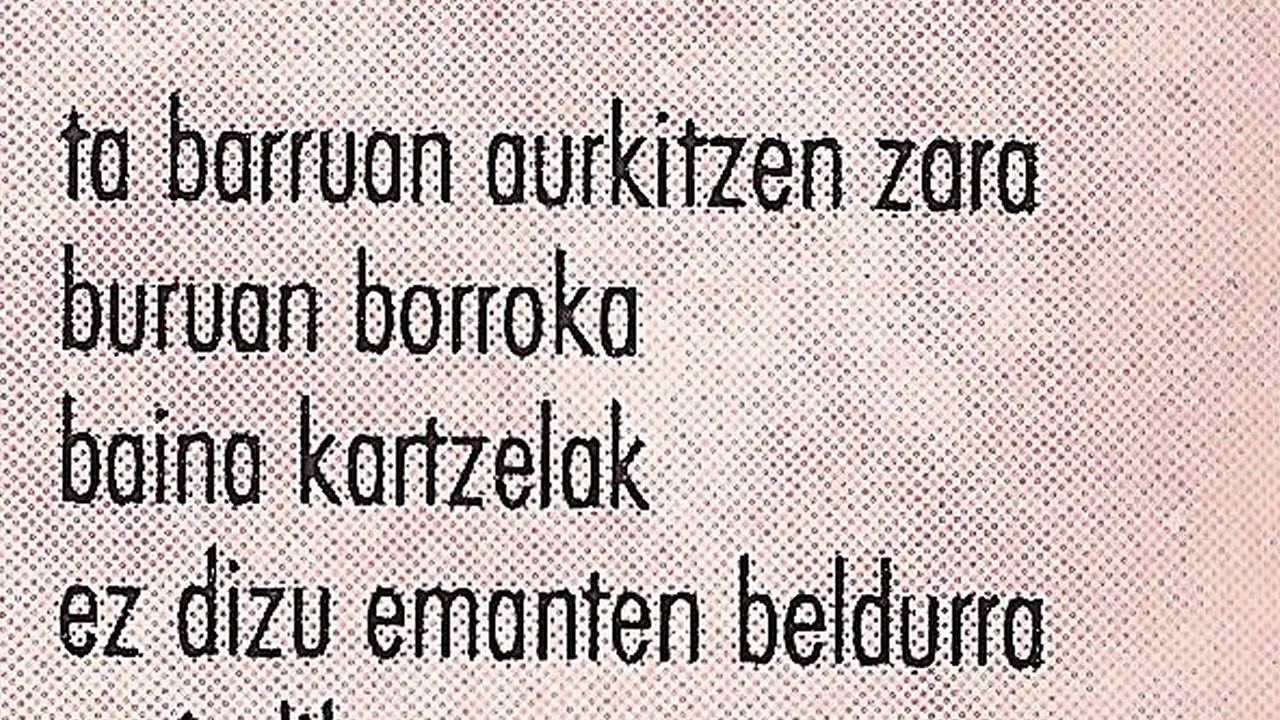 ta barruan aurkitzen zara
buruan borroka
baina kartzelak
ez dizu emanten beldurra